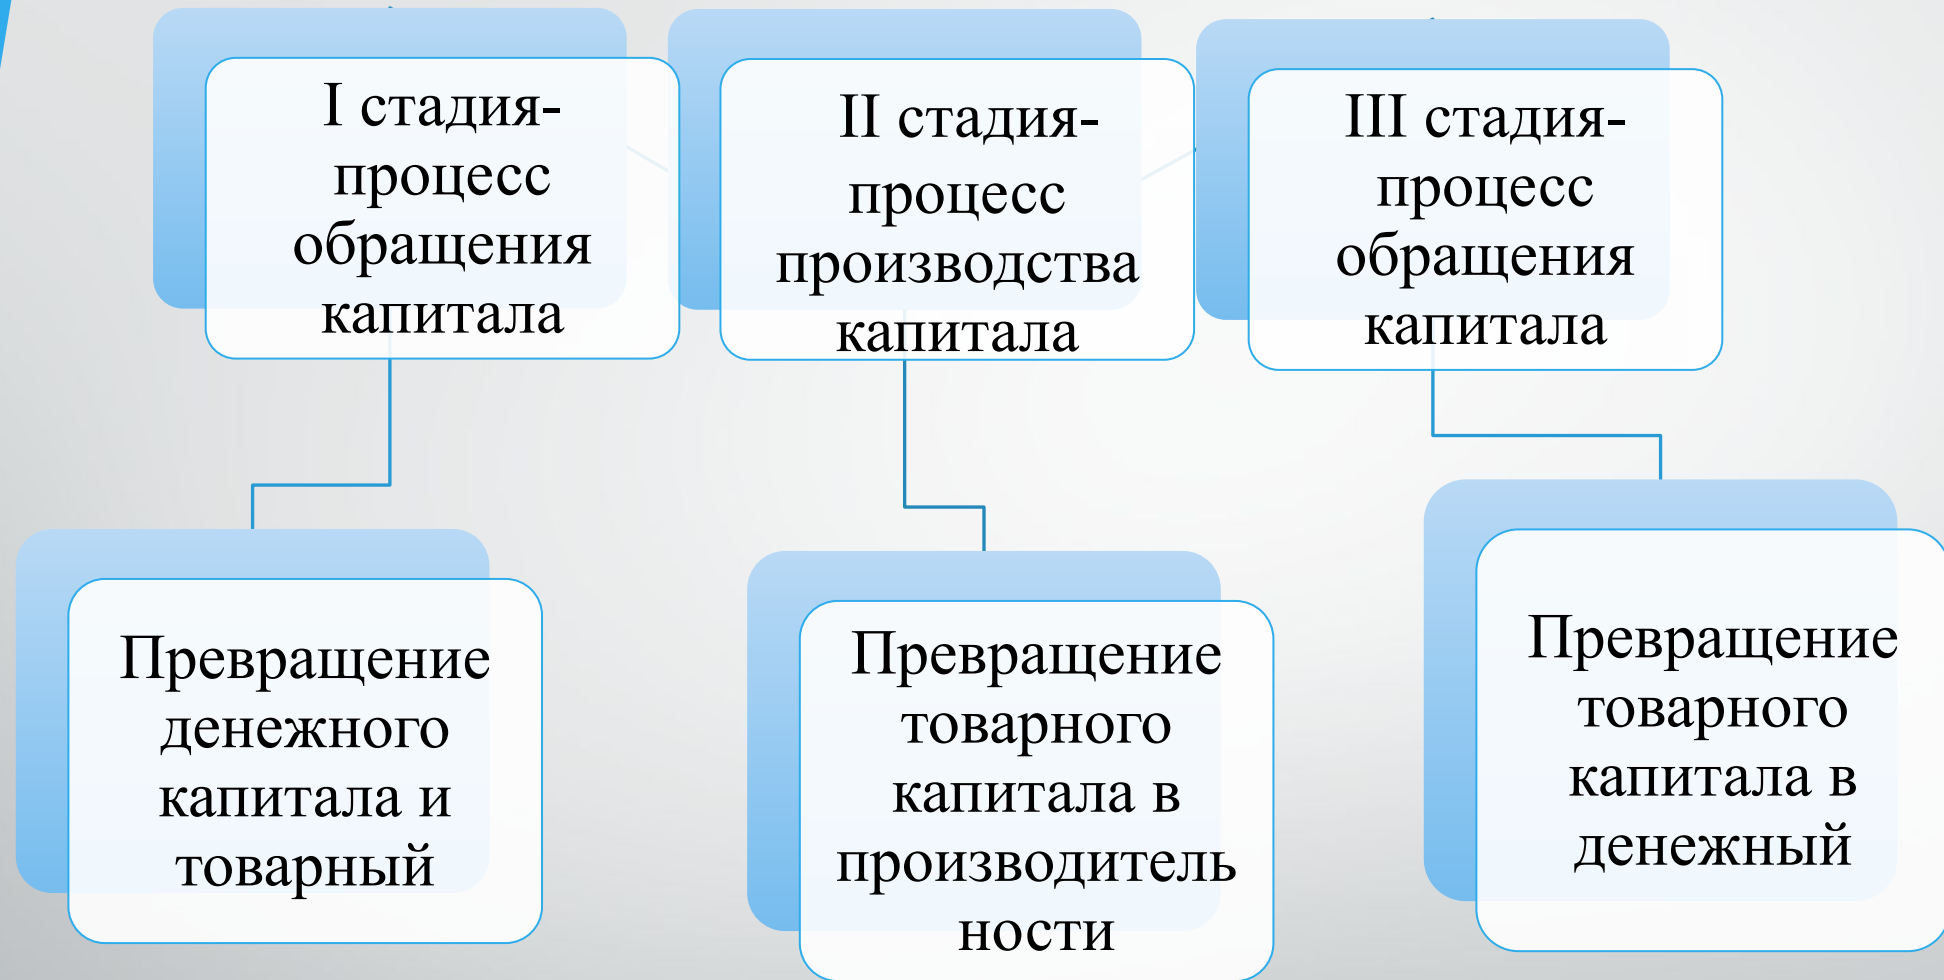 I стадия-
процесс
обращения
капитала
II стадия-
процесс
производства
капитала
III стадия-
процесс
обращения
капитала
Превращение
денежного
капитала и
товарный
Превращение
товарного
капитала в
производитель
ности
Превращение
товарного
капитала в
денежный